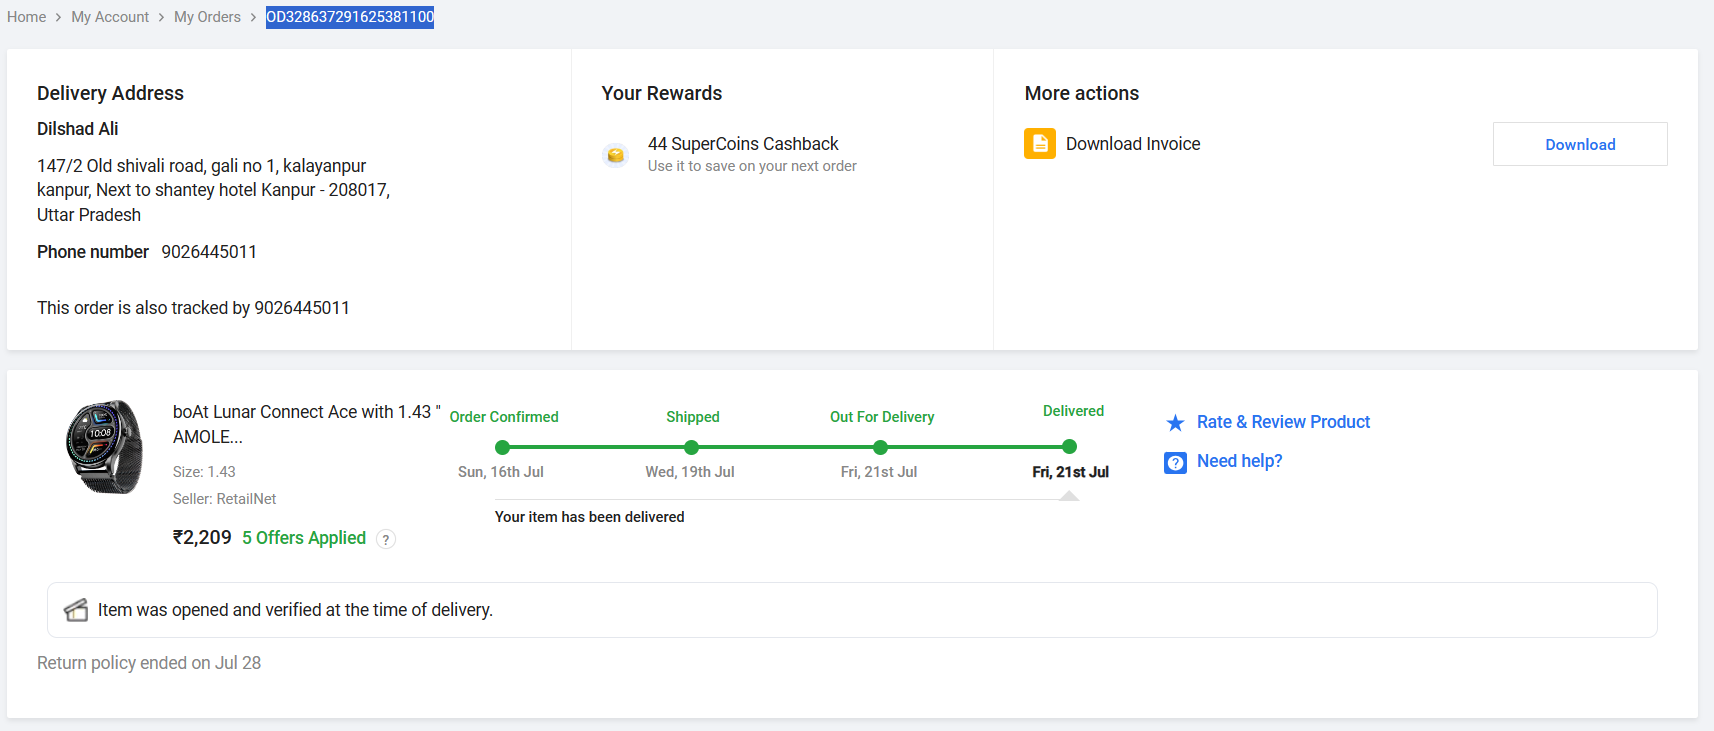 Home > My Account > My Orders > OD328637291625381100
Delivery Address
Dilshad Ali
147/2 Old shivali road, gali no 1, kalayanpur
kanpur, Next to shantey hotel Kanpur - 208017,
Uttar Pradesh
Phone number 9026445011
This order is also tracked by 9026445011
Your Rewards
44 SuperCoins Cashback
Use it to save on your next order
More actions
Download Invoice
Download
boAt Lunar Connect Ace with 1.43 "
AMOLE...
Size: 1.43
Seller: RetailNet
₹2,209 5 Offers Applied ?
Order Confirmed
Sun, 16th Jul
Shipped
Wed, 19th Jul
Out For Delivery
Fri, 21st Jul
Delivered
Fri, 21st Jul
Your item has been delivered
Rate & Review Product
? Need help?
Item was opened and verified at the time of delivery.
Return policy ended on Jul 28
10:08